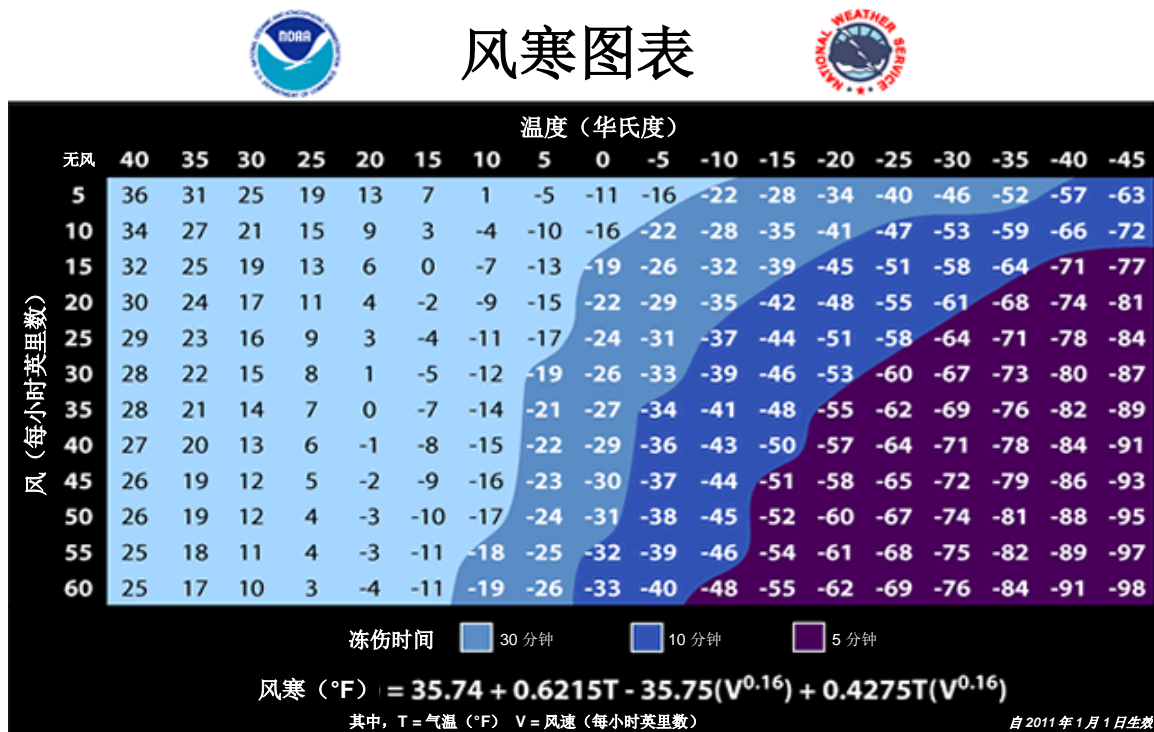 NOAA
风寒图表
NATIONAL WEATHER SERVICE
温度（华氏度）
无风 40 35 30 25 20 15 10 5 0 -5 -10 -15 -20 -25 -30 -35 -40 -45
5 36 31 25 19 13 7 1 -5 -11 -16 -22 -28 -34 -40 -46 -52 -57 -63
10 34 27 21 15 9 3 -4 -10 -16 -22 -28 -35 -41 -47 -53 -59 -66 -72
15 32 25 19 13 6 0 -7 -13 -19 -26 -32 -39 -45 -51 -58 -64 -71 -77
20 30 24 17 11 4 -2 -9 -15 -22 -29 -35 -42 -48 -55 -61 -68 -74 -81
25 29 23 16 9 3 -4 -11 -17 -24 -31 -37 -44 -51 -58 -64 -71 -78 -84
30 28 22 15 8 1 -5 -12 -19 -26 -33 -39 -46 -53 -60 -67 -73 -80 -87
35 28 21 14 7 0 -7 -14 -21 -27 -34 -41 -48 -55 -62 -69 -76 -82 -89
40 27 20 13 6 -1 -8 -15 -22 -29 -36 -43 -50 -57 -64 -71 -78 -84 -91
45 26 19 12 5 -2 -9 -16 -23 -30 -37 -44 -51 -58 -65 -72 -79 -86 -93
50 26 19 12 4 -3 -10 -17 -24 -31 -38 -45 -52 -60 -67 -74 -81 -88 -95
55 25 18 11 4 -3 -11 -18 -25 -32 -39 -46 -54 -61 -68 -75 -82 -89 -97
60 25 17 10 3 -4 -11 -19 -26 -33 -40 -48 -55 -62 -69 -76 -84 -91 -98
风（每小时英里数）
冻伤时间 30 分钟 10 分钟 5 分钟
风寒（°F） = 35.74 + 0.6215T - 35.75(V^0.16) + 0.4275T(V^0.16)
其中，T = 气温（°F） V = 风速（每小时英里数）
自 2011 年 1 月 1 日生效